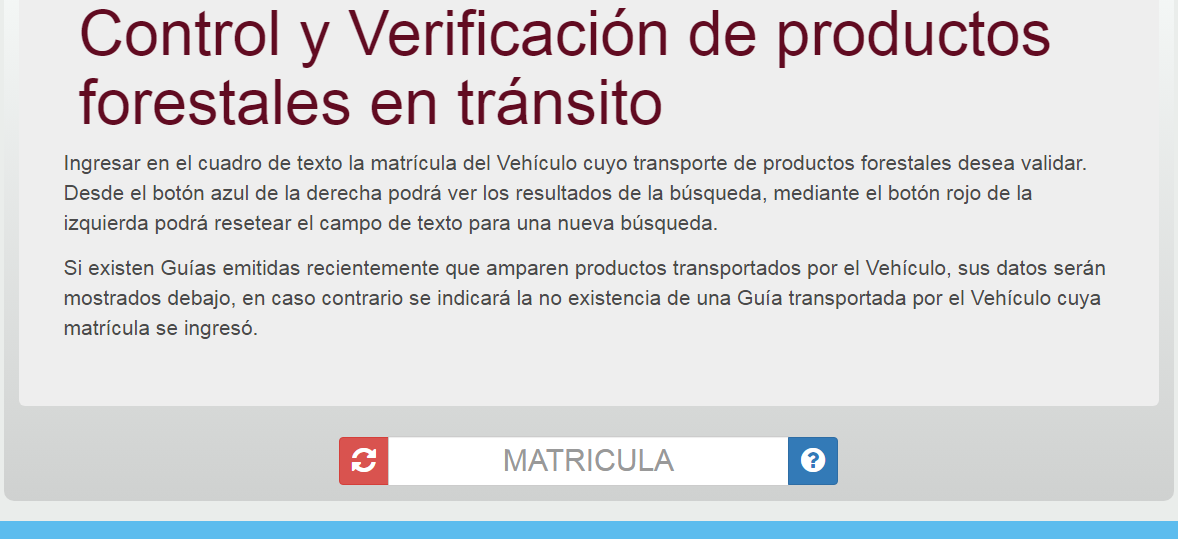 Control y Verificación de productos
forestales en tránsito
Ingresar en el cuadro de texto la matrícula del Vehículo cuyo transporte de productos forestales desea validar.
Desde el botón azul de la derecha podrá ver los resultados de la búsqueda, mediante el botón rojo de la
izquierda podrá resetear el campo de texto para una nueva búsqueda.
Si existen Guías emitidas recientemente que amparen productos transportados por el Vehículo, sus datos serán
mostrados debajo, en caso contrario se indicará la no existencia de una Guía transportada por el Vehículo cuya
matrícula se ingresó.
MATRICULA